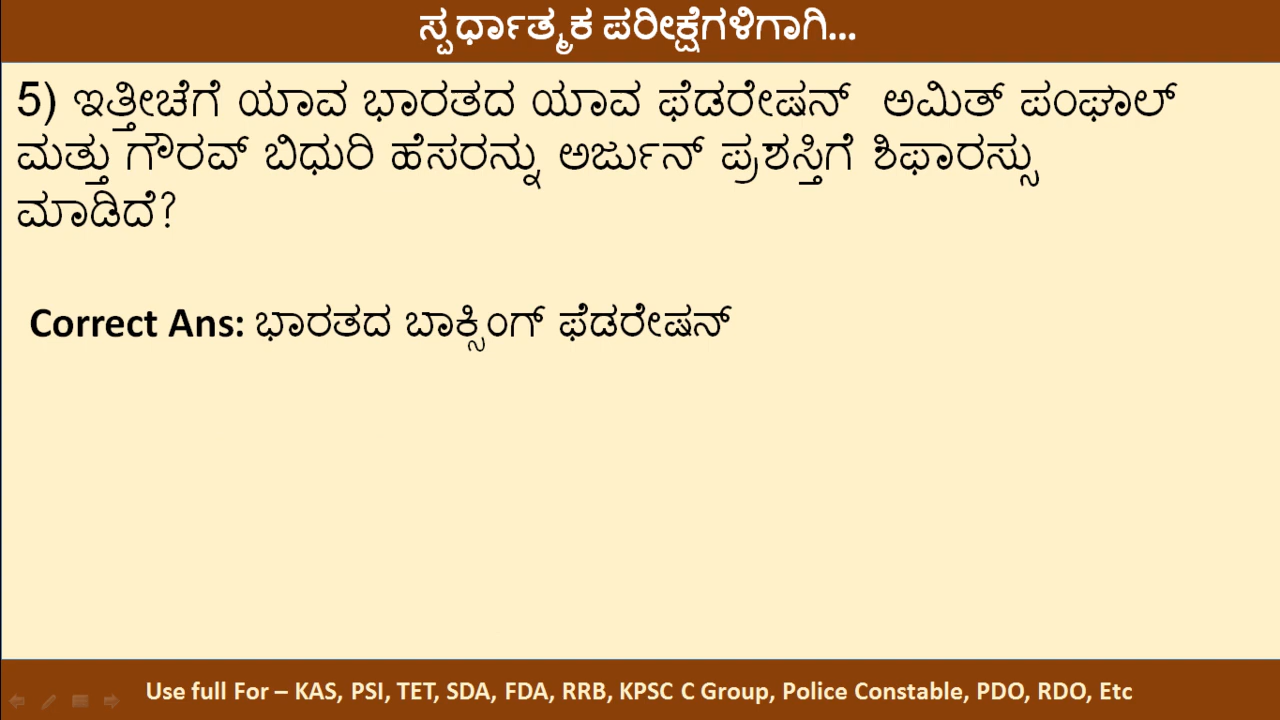 ಸ್ಪರ್ಧಾತ್ಮಕ ಪರೀಕ್ಷೆಗಳಿಗಾಗಿ...
5) ಇತ್ತೀಚೆಗೆ ಯಾವ ಭಾರತದ ಯಾವ ಫೆಡರೇಷನ್ ಅಮಿತ್ ಪಂಘಾಲ್
ಮತ್ತು ಗೌರವ್ ಬಿಧುರಿ ಹೆಸರನ್ನು ಅರ್ಜುನ್ ಪ್ರಶಸ್ತಿಗೆ ಶಿಫಾರಸ್ಸು
ಮಾಡಿದೆ?
Correct Ans: ಭಾರತದ ಬಾಕ್ಸಿಂಗ್ ಫೆಡರೇಷನ್
Use full For – KAS, PSI, TET, SDA, FDA, RRB, KPSC C Group, Police Constable, PDO, RDO, Etc